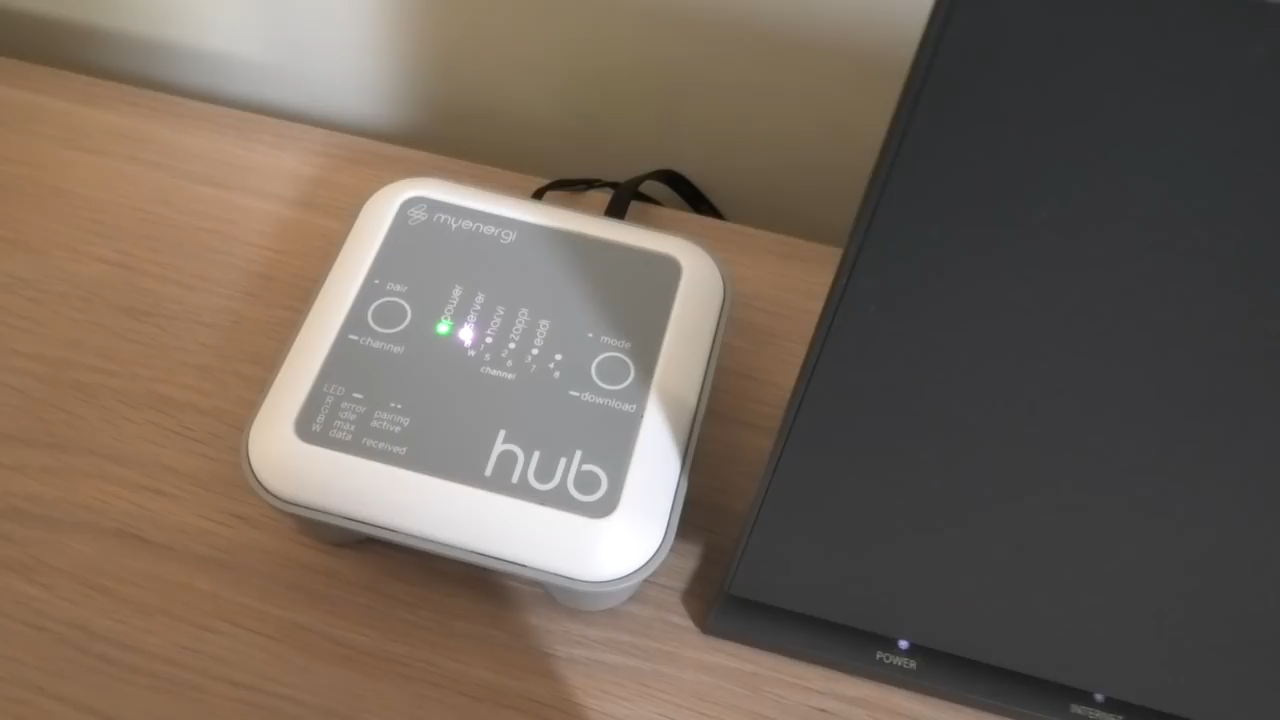 myenergi
pair
channel
power
server
harvi
zappi
eddi
1 2 3 4
5 6 7 8
channel
mode
download
LED
R error pairing
G idle active
B max
W data received
hub
POWER